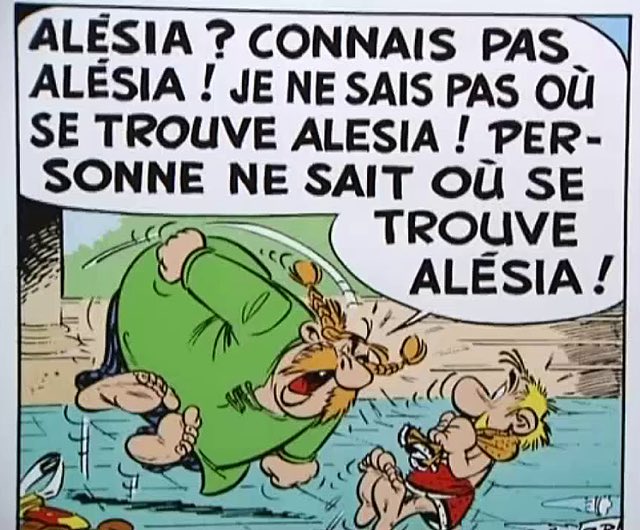 ALÉSIA ? CONNAIS PAS
ALÉSIA ! JE NE SAIS PAS OÙ
SE TROUVE ALESIA ! PER-
SONNE NE SAIT OÙ SE
TROUVE
ALÉSIA !